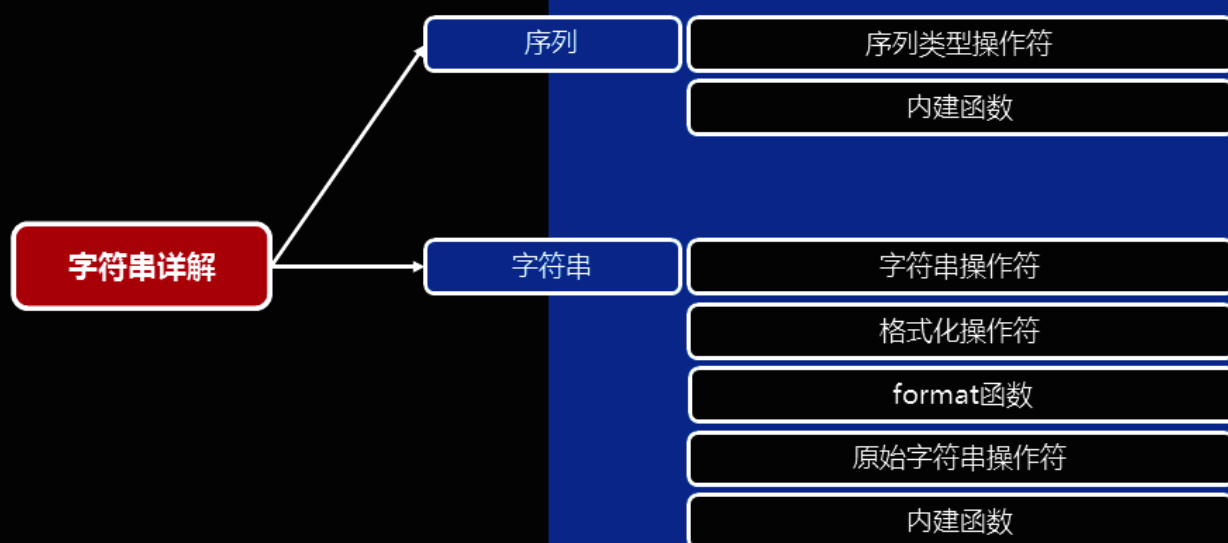 序列
序列类型操作符
内建函数
字符串详解
字符串
字符串操作符
格式化操作符
format函数
原始字符串操作符
内建函数